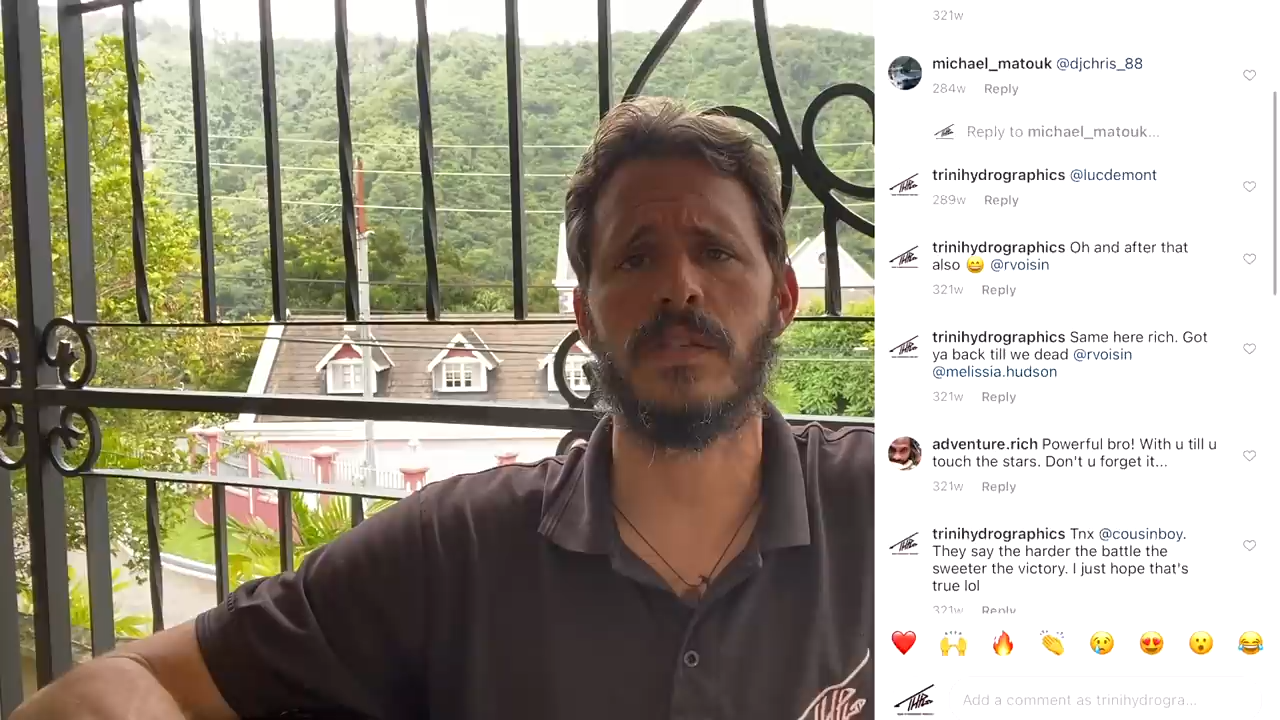 321w
michael_matouk @djchris_88
284w Reply
Reply to michael_matouk...
trinihydrographics @lucdemont
289w Reply
trinihydrographics Oh and after that
also 😄 @rvoisin
321w Reply
trinihydrographics Same here rich. Got
ya back till we dead @rvoisin
@melissia.hudson
321w Reply
adventure.rich Powerful bro! With u till u
touch the stars. Don't u forget it...
321w Reply
trinihydrographics Tnx @cousinboy.
They say the harder the battle the
sweeter the victory. I just hope that's
true lol
321w Reply
Add a comment as trinihydrogra...